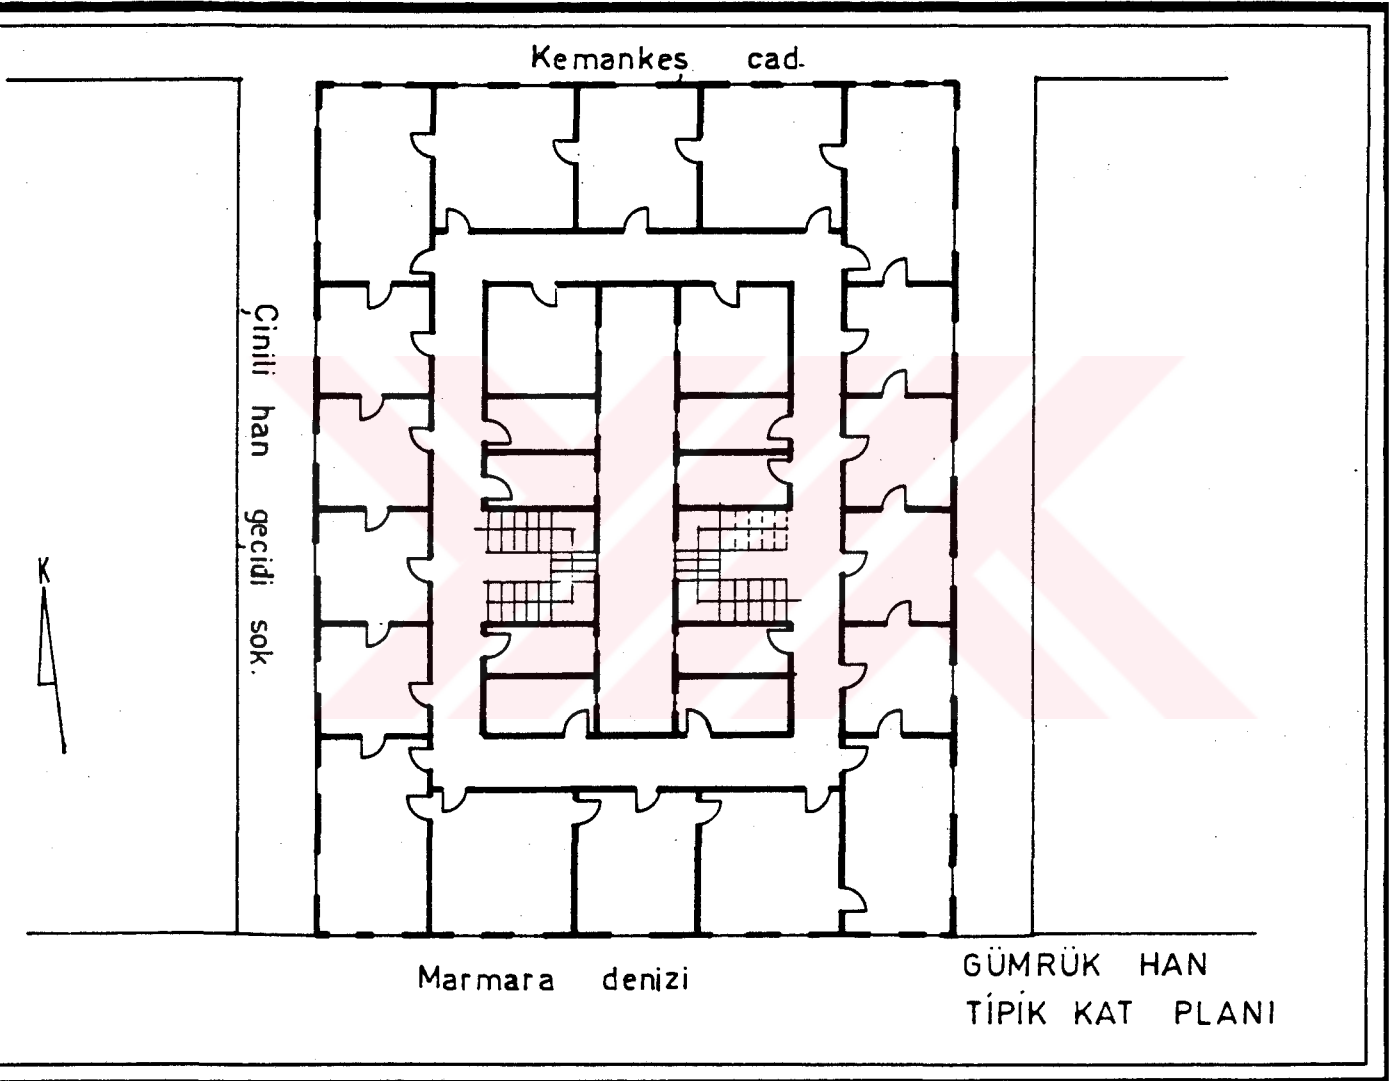 Kemankeş cad.
Çinili han geçidi sok.
K
Marmara denizi
GÜMRÜK HAN
TİPİK KAT PLANI